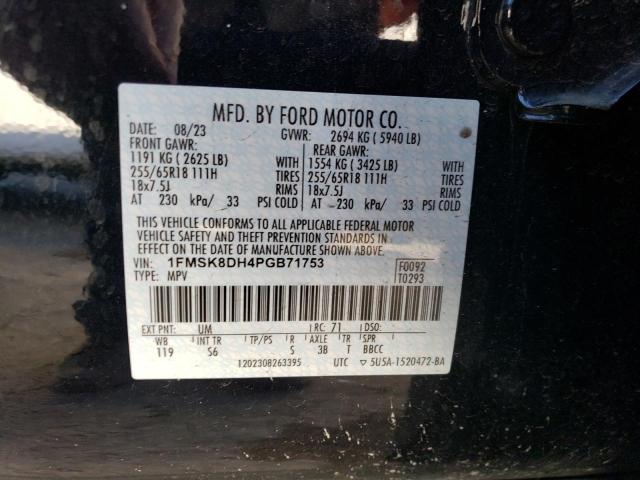 MFD. BY FORD MOTOR CO.
DATE: 08/23 GVWR: 2694 KG ( 5940 LB)
FRONT GAWR: REAR GAWR:
1191 KG ( 2625 LB) WITH 1554 KG ( 3425 LB) WITH
255/65R18 111H TIRES 255/65R18 111H TIRES
18x7.5J RIMS 18x7.5J RIMS
AT 230 kPa/ 33 PSI COLD AT 230 kPa/ 33 PSI COLD
THIS VEHICLE CONFORMS TO ALL APPLICABLE FEDERAL MOTOR
VEHICLE SAFETY AND THEFT PREVENTION STANDARDS IN
EFFECT ON THE DATE OF MANUFACTURE SHOWN ABOVE.
VIN: 1FMSK8DH4PGB71753 F0092
TYPE: MPV T0293
EXT PNT: UM RC: 71 DSO:
WB INT TR TP/PS R AXLE TR SPR
119 S6 S 3B T BBCC
1202308263395 UTC ▽ 5U5A-1520472-BA